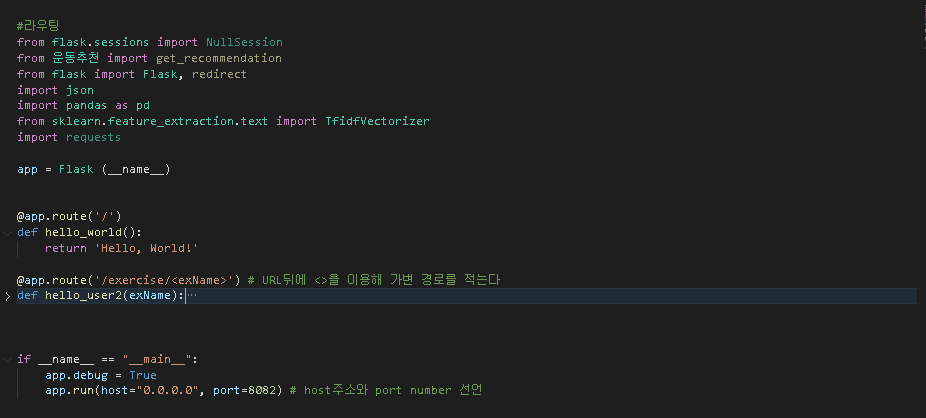 #라우팅
from flask.sessions import NullSession
from 운동추천 import get_recommendation
from flask import Flask, redirect
import json
import pandas as pd
from sklearn.feature_extraction.text import TfidfVectorizer
import requests
app = Flask (__name__)
@app.route('/')
def hello_world():
    return 'Hello, World!'
@app.route('/exercise/<exName>') # URL뒤에 <>을 이용해 가변 경로를 적는다
def hello_user2(exName):…
if __name__ == "__main__":
    app.debug = True
    app.run(host="0.0.0.0", port=8082) # host주소와 port number 선언